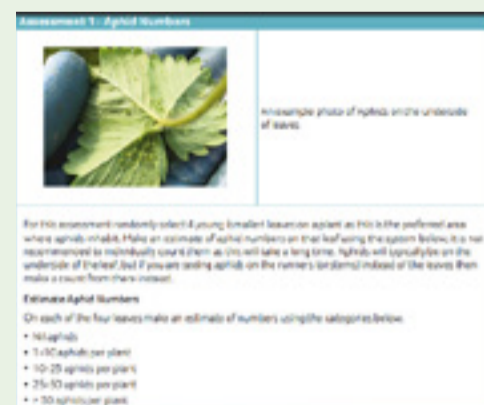 Assessment 1 - Aphid Numbers
An example photo of Aphids on the underside
of leaves
For this assessment randomly select 4 young (smaller) leaves on a plant as this is the preferred area
where aphids inhabit. Make an estimate of aphid numbers on that leaf using the system below, it is not
recommended to individually count them as this will take a long time. Aphids will typically be on the
underside of the leaf, but if you are seeing aphids on the runners instead of the leaves then
make a count from there instead.
Estimate Aphid Numbers
On each of the four leaves make an estimate of numbers using the categories below.
• Nil aphids
• 1-10 aphids per plant
• 10-25 aphids per plant
• 25-50 aphids per plant
• > 50 aphids per plant